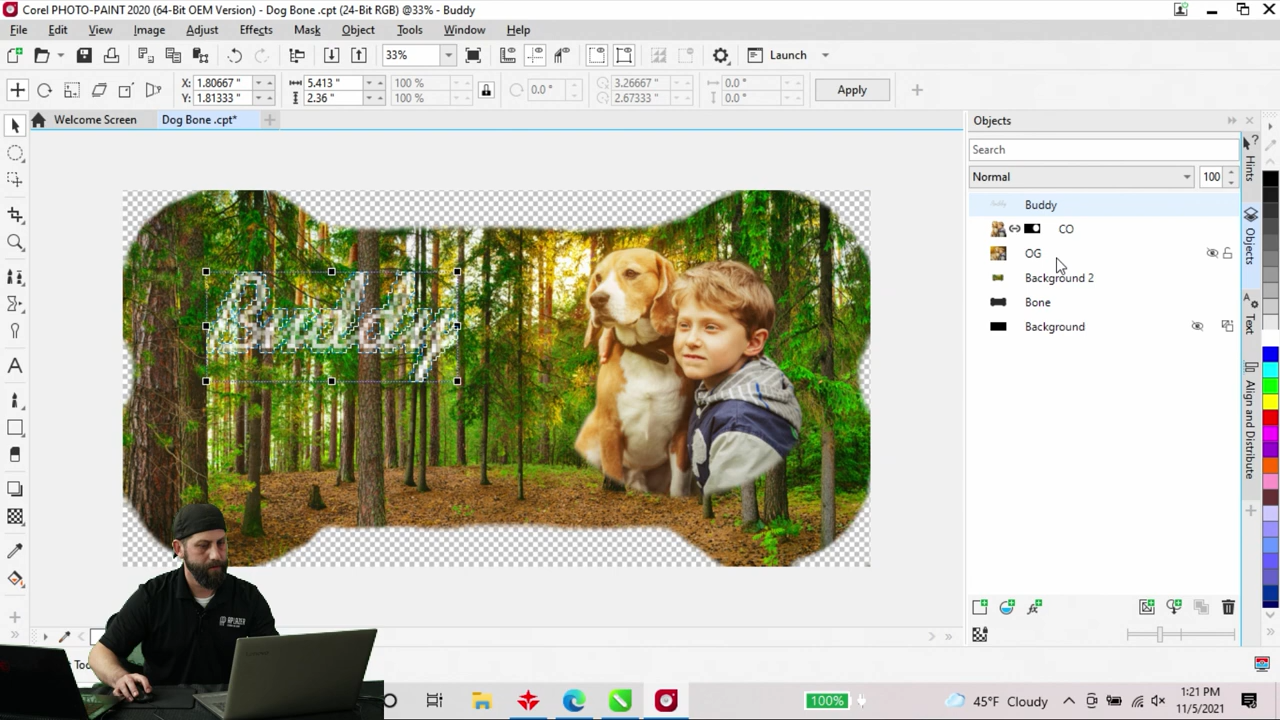 Corel PHOTO-PAINT 2020 (64-Bit OEM Version) - Dog Bone .cpt (24-Bit RGB) @33% - Buddy
File Edit View Image Adjust Effects Mask Object Tools Window Help
33% Launch
X: 1.80667 " 5.413 " 100 % 0.0 ° 3.26667 " 0.0 "
Y: 1.81333 " 2.36 " 100 % 2.67333 " 0.0 " Apply
Welcome Screen Dog Bone .cpt*
Objects
Search
Normal 100
Buddy
CO
OG
Background 2
Bone
Background
Hints
Objects
Text
Align and Distribute
Buddy
Lenovo
100% 45°F Cloudy 1:21 PM
11/5/2021